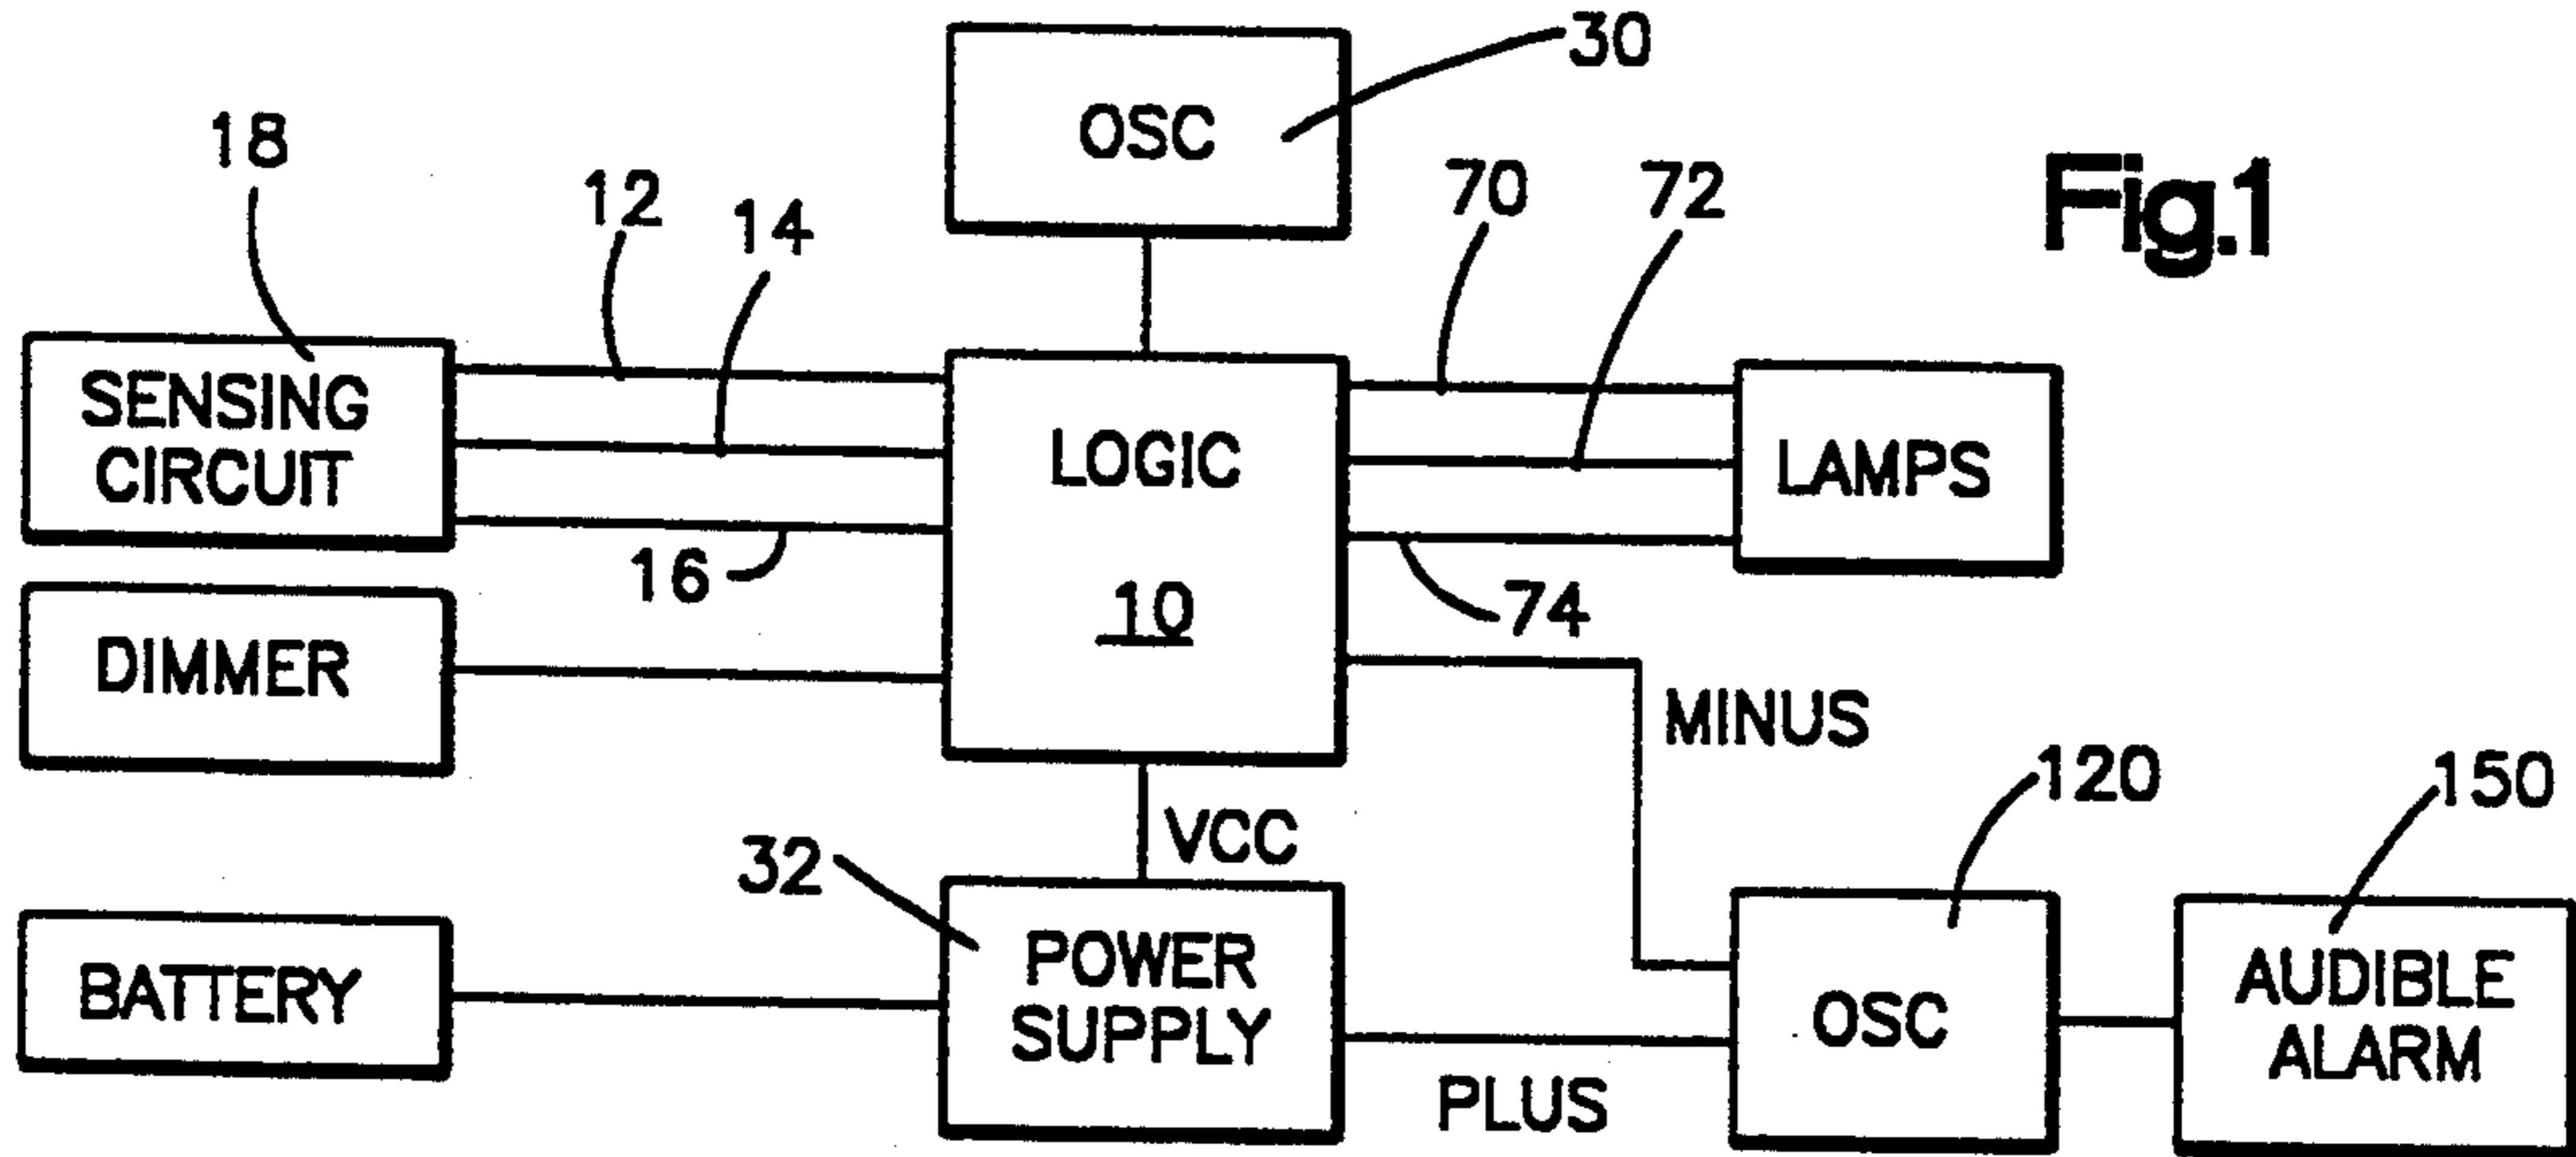 OSC
30
Fig.1
18
12
14
70
72
SENSING
CIRCUIT
LOGIC
10
LAMPS
16
74
DIMMER
MINUS
VCC
32
120
150
BATTERY
POWER
SUPPLY
PLUS
OSC
AUDIBLE
ALARM